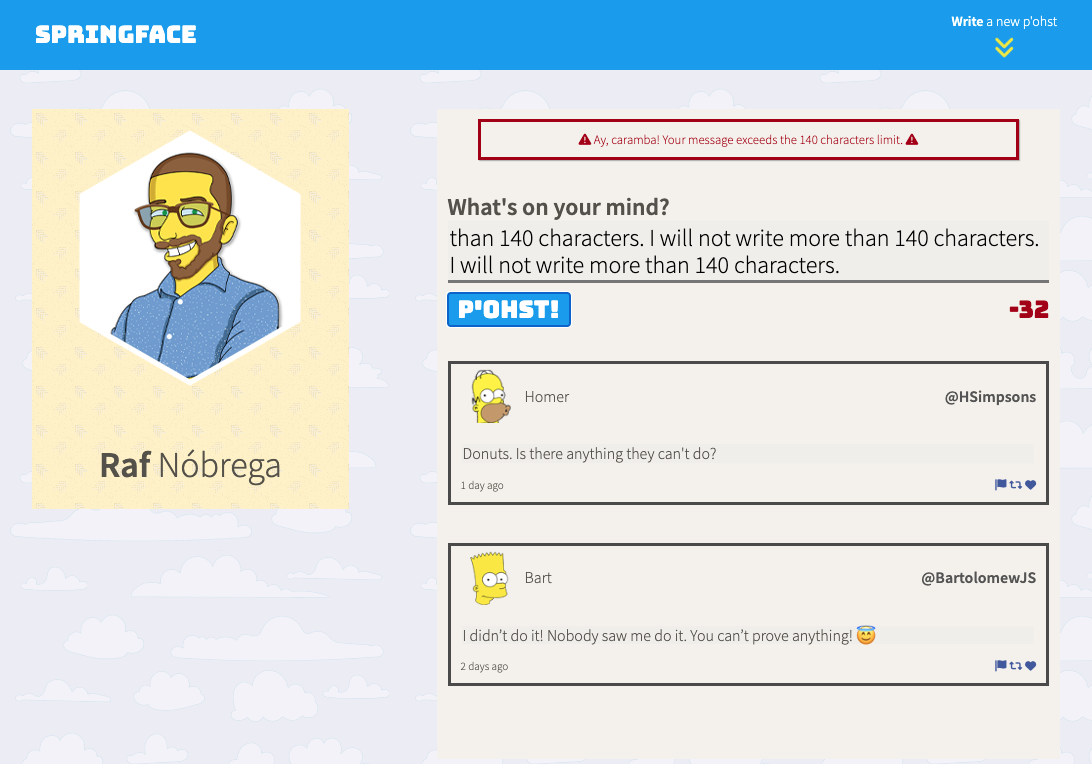 SPRINGFACE
Write a new p'ohst
Ay, caramba! Your message exceeds the 140 characters limit.
What's on your mind?
than 140 characters. I will not write more than 140 characters.
I will not write more than 140 characters.
P'OHST!
-32
Raf Nóbrega
Homer
@HSimpsons
Donuts. Is there anything they can't do?
1 day ago
Bart
@BartolomewJS
I didn’t do it! Nobody saw me do it. You can’t prove anything! 😇
2 days ago